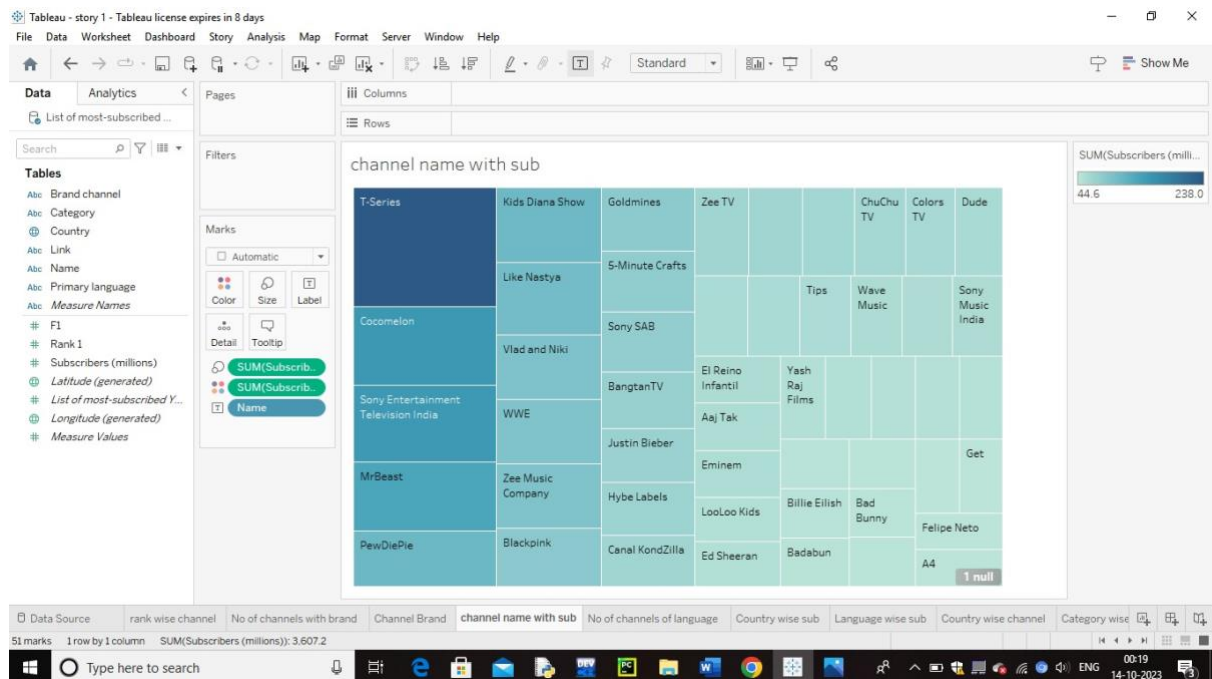 Tableau - story 1 - Tableau license expires in 8 days
File Data Worksheet Dashboard Story Analysis Map Format Server Window Help
Standard
Show Me
Data Analytics
List of most-subscribed ...
Search
Tables
Abc Brand channel
Abc Category
Country
Abc Link
Abc Name
Abc Primary language
Abc Measure Names
# F1
# Rank 1
# Subscribers (millions)
Latitude (generated)
# List of most-subscribed Y...
Longitude (generated)
# Measure Values
Pages
Filters
Marks
Automatic
Color Size Label
Detail Tooltip
SUM(Subscrib..
SUM(Subscrib..
Name
Columns
Rows
channel name with sub
T-Series
Cocomelon
Sony Entertainment
Television India
MrBeast
PewDiePie
Kids Diana Show
Like Nastya
Vlad and Niki
WWE
Zee Music
Company
Blackpink
Goldmines
5-Minute Crafts
Sony SAB
BangtanTV
Justin Bieber
Hybe Labels
Canal KondZilla
Zee TV
ChuChu
TV
Colors
TV
Dude
Tips
Wave
Music
Sony
Music
India
El Reino
Infantil
Aaj Tak
Eminem
LooLoo Kids
Ed Sheeran
Yash
Raj
Films
Billie Eilish
Badabun
Bad
Bunny
Get
Felipe Neto
A4
1 null
SUM(Subscribers (milli...
44.6 238.0
Data Source rank wise channel No of channels with brand Channel Brand channel name with sub No of channels of language Country wise sub Language wise sub Country wise channel Category wise
51 marks 1 row by 1 column SUM(Subscribers (millions)): 3,607.2
Type here to search
DEV
PC
W
ENG
00:19
14-10-2023
3